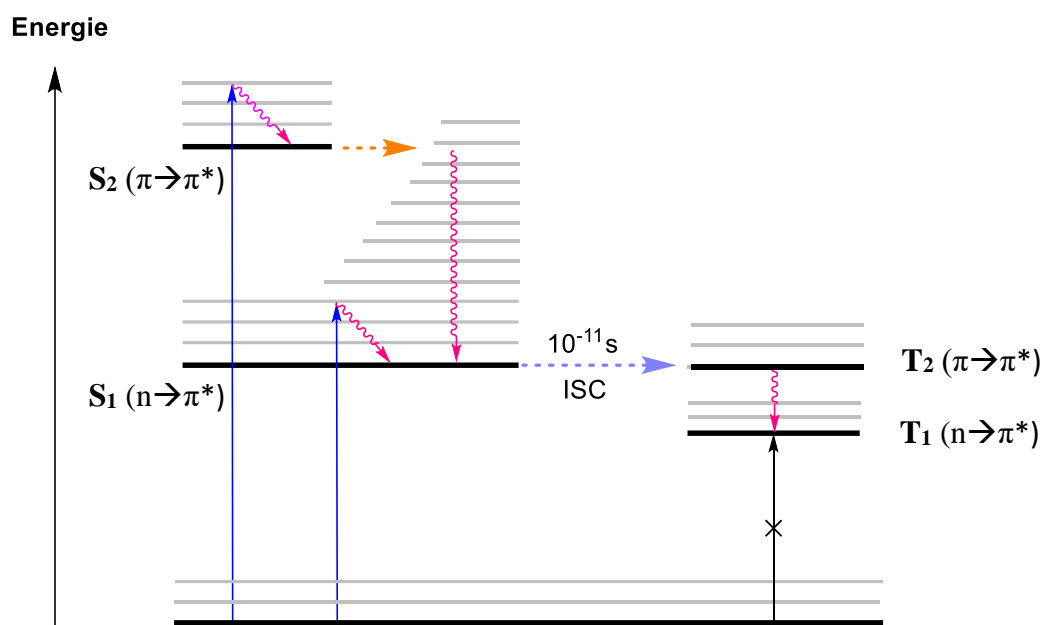 Energie
S₂ (π→π*)
10⁻¹¹s
ISC
T₂ (π→π*)
S₁ (n→π*)
T₁ (n→π*)